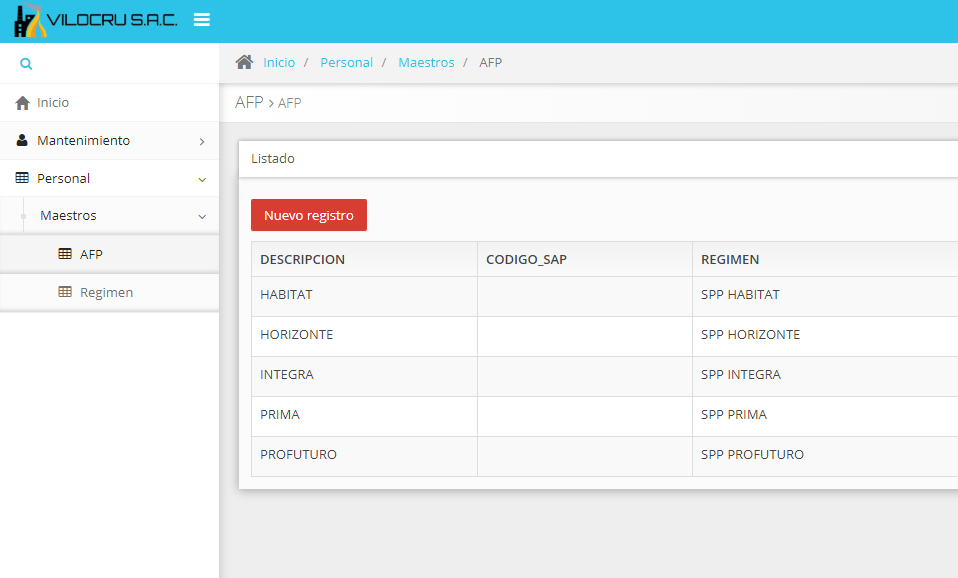 VILOCRU S.A.C.
Inicio / Personal / Maestros / AFP
Inicio
Mantenimiento
Personal
Maestros
AFP
Regimen
AFP > AFP
Listado
Nuevo registro
DESCRIPCION CODIGO_SAP REGIMEN
HABITAT SPP HABITAT
HORIZONTE SPP HORIZONTE
INTEGRA SPP INTEGRA
PRIMA SPP PRIMA
PROFUTURO SPP PROFUTURO